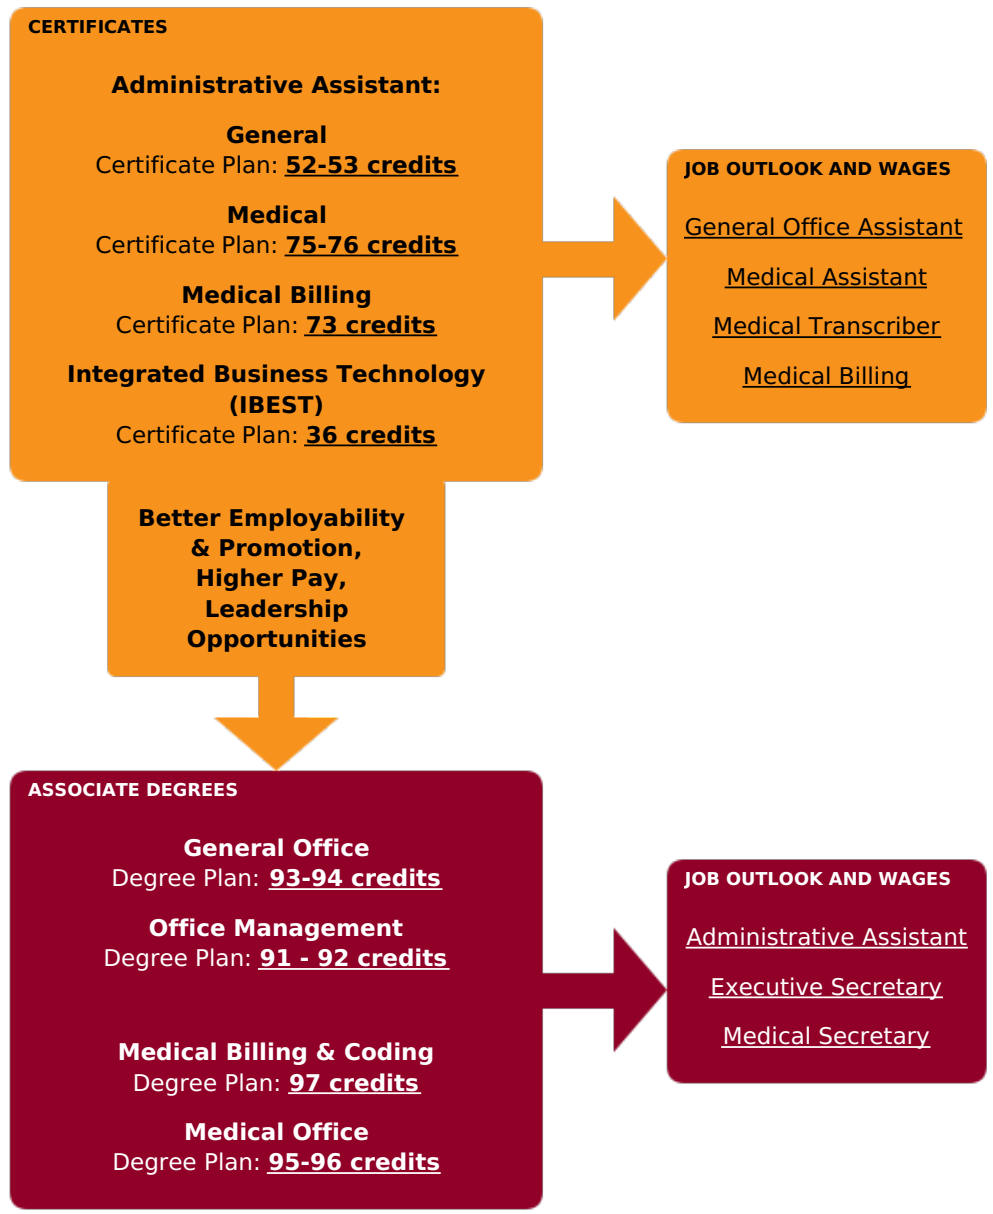 CERTIFICATES
Administrative Assistant:
General
Certificate Plan: 52-53 credits
Medical
Certificate Plan: 75-76 credits
Medical Billing
Certificate Plan: 73 credits
Integrated Business Technology
(IBEST)
Certificate Plan: 36 credits
JOB OUTLOOK AND WAGES
General Office Assistant
Medical Assistant
Medical Transcriber
Medical Billing
Better Employability
& Promotion,
Higher Pay,
Leadership
Opportunities
ASSOCIATE DEGREES
General Office
Degree Plan: 93-94 credits
Office Management
Degree Plan: 91 - 92 credits
Medical Billing & Coding
Degree Plan: 97 credits
Medical Office
Degree Plan: 95-96 credits
JOB OUTLOOK AND WAGES
Administrative Assistant
Executive Secretary
Medical Secretary